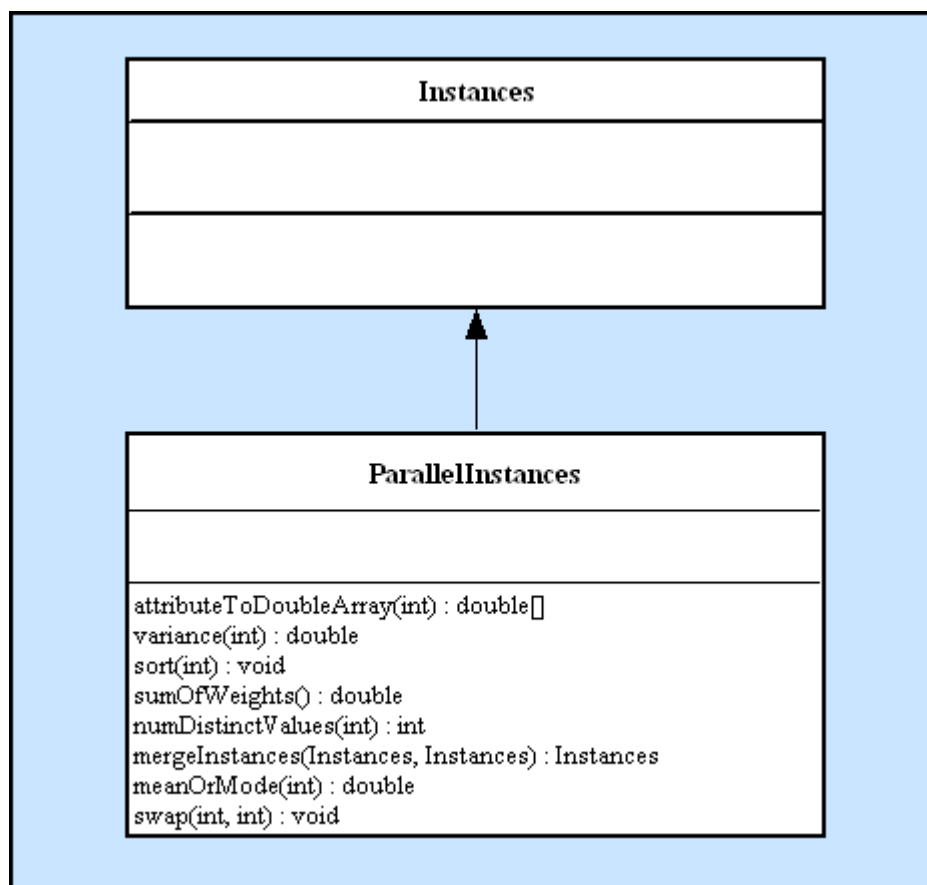 Instances
ParallelInstances
attributeToDoubleArray(int) : double[]
variance(int) : double
sort(int) : void
sumOfWeights() : double
numDistinctValues(int) : int
mergeInstances(Instances, Instances) : Instances
meanOrMode(int) : double
swap(int, int) : void